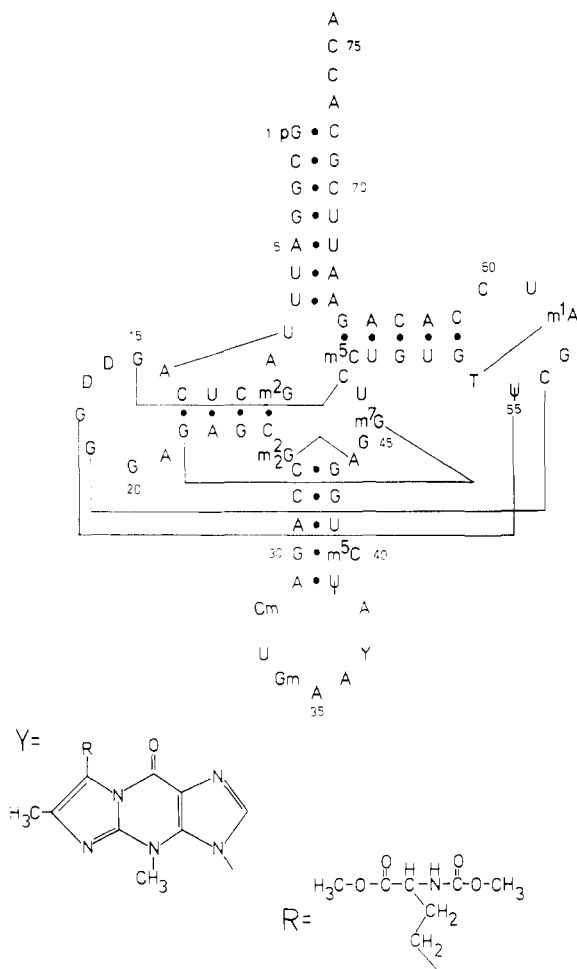 A
C 75
C
A
1 pG • C
C • G
G • C 70
G • U
5 A • U
U • A 60
U • A C U
G A C A C m¹A
15 U
D G A A m⁵C U G U G T G
D C U C m²G C U Ψ C
G G A G C m⁷G 55
G G A m²₂G A G 45
20 C • G
C • G
A • U
30 G • m⁵C 40
A • Ψ
Cm A
U Y
Gm A A
35
Y=
R O
N
H₃C N
N N N
CH₃
O H H O
H₃C–O–C–C–N–C–O–CH₃
R= CH₂
CH₂